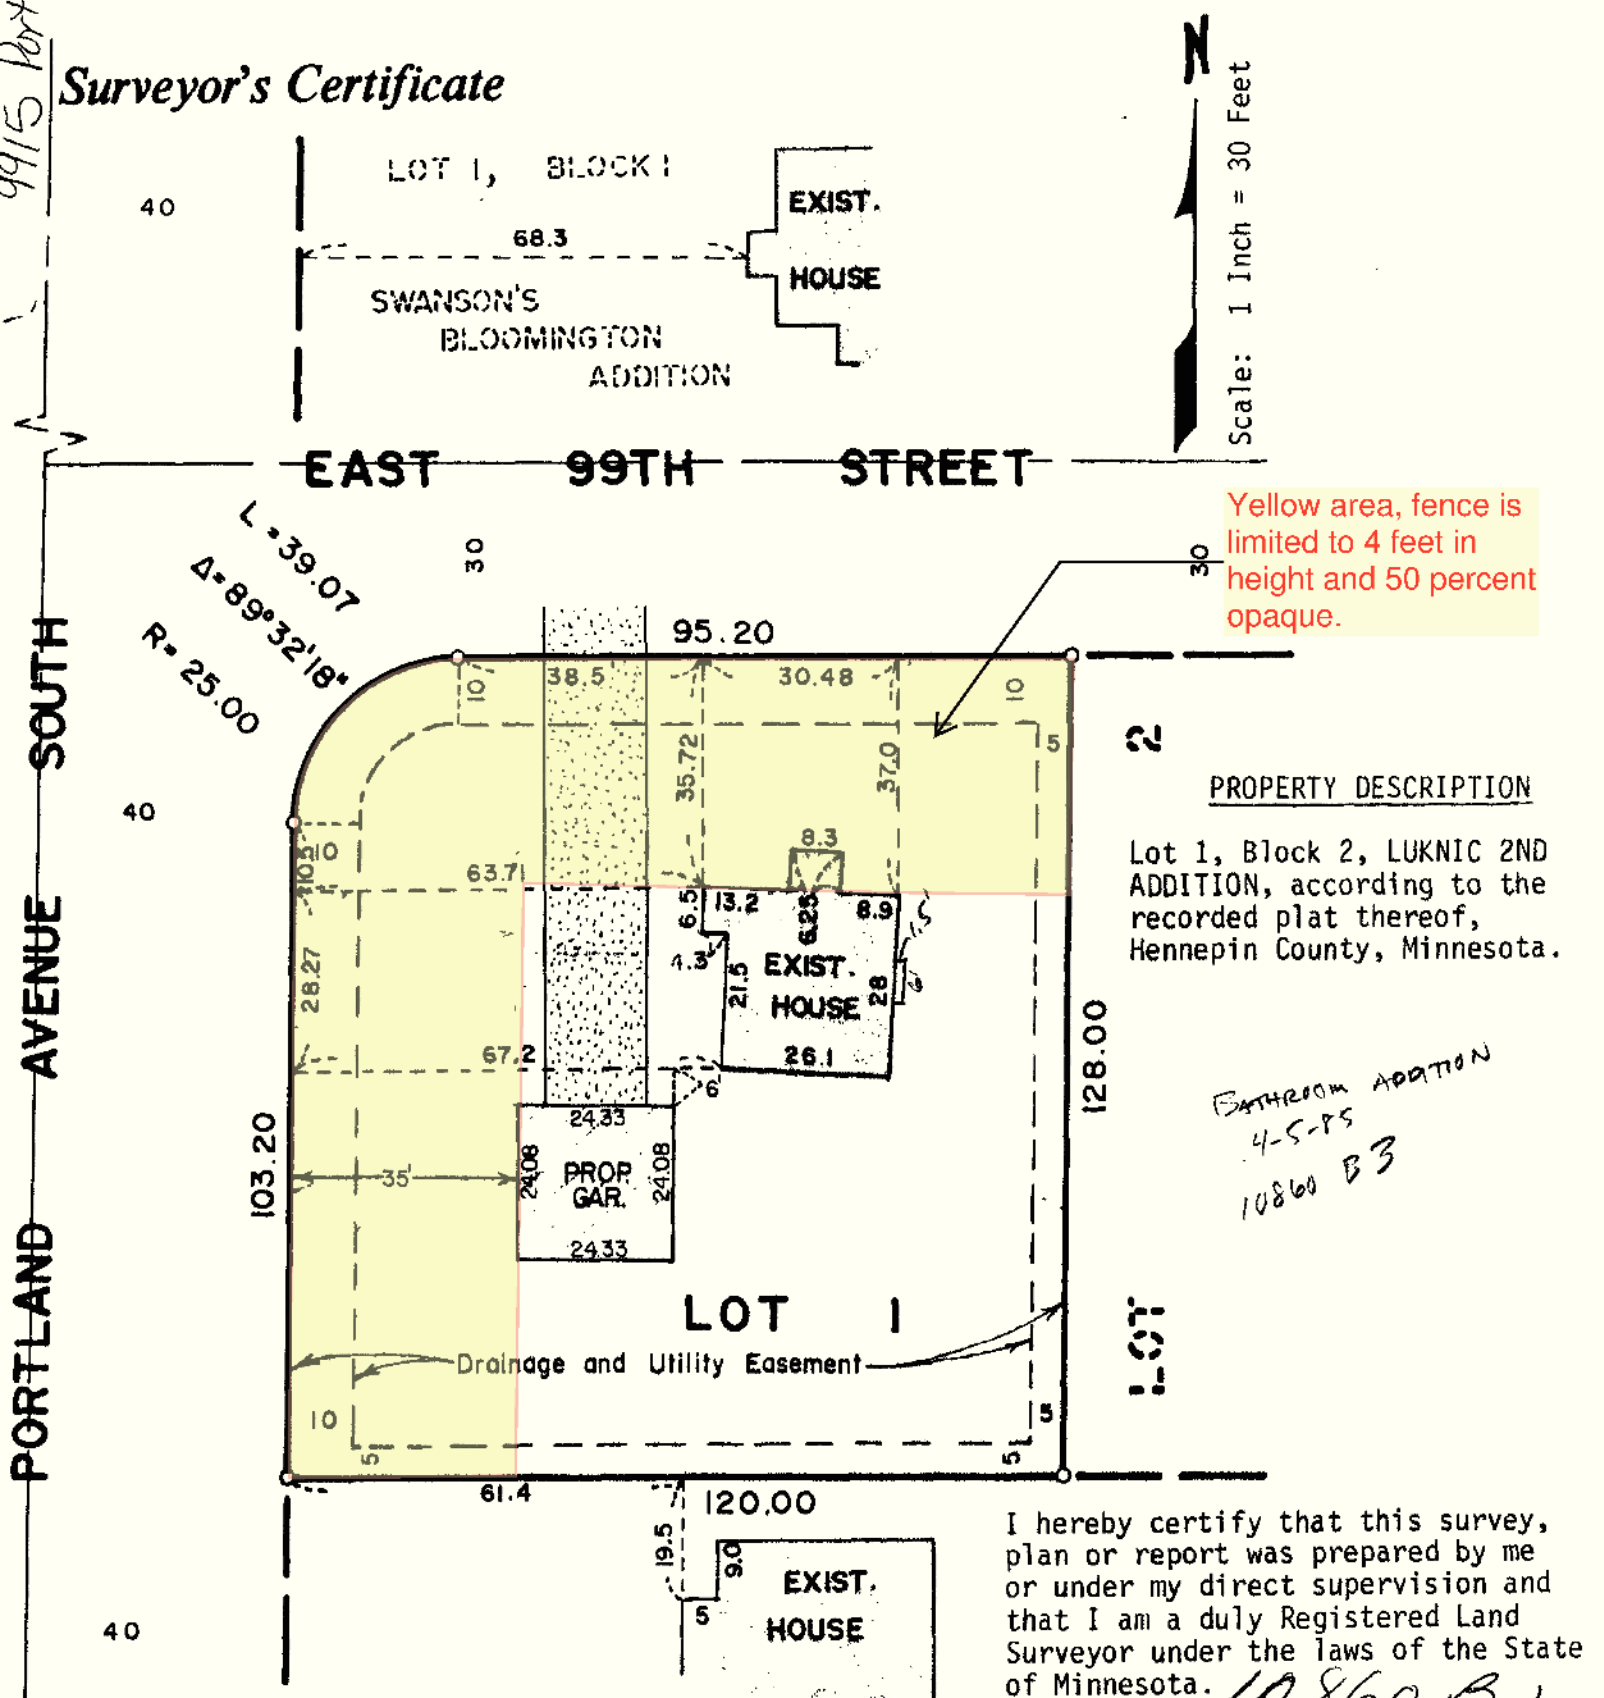 9915 Port
Surveyor's Certificate
N
Scale: 1 Inch = 30 Feet
LOT 1, BLOCK 1
EXIST.
HOUSE
40
68.3
SWANSON'S
BLOOMINGTON
ADDITION
EAST 99TH STREET
L = 39.07
Δ= 89°32'18"
R= 25.00
30
30
Yellow area, fence is
limited to 4 feet in
height and 50 percent
opaque.
95.20
38.5
30.48
10
10
5
35.72
37.0
2
PORTLAND AVENUE SOUTH
40
PROPERTY DESCRIPTION
Lot 1, Block 2, LUKNIC 2ND
ADDITION, according to the
recorded plat thereof,
Hennepin County, Minnesota.
8.3
10
10.5
63.7
6.5
13.2
6.25
8.9
1.5
4.3
EXIST.
HOUSE
21.5
28
6
28.27
67.2
26.1
6
128.00
BATHROOM ADDITION
4-5-85
10860 B3
103.20
24.33
35'
24.08
PROP.
GAR.
24.08
24.33
LOT 1
LOT
Drainage and Utility Easement
10
5
5
5
61.4
120.00
19.5
9.0
5
EXIST.
HOUSE
40
I hereby certify that this survey,
plan or report was prepared by me
or under my direct supervision and
that I am a duly Registered Land
Surveyor under the laws of the State
of Minnesota.
10860 B